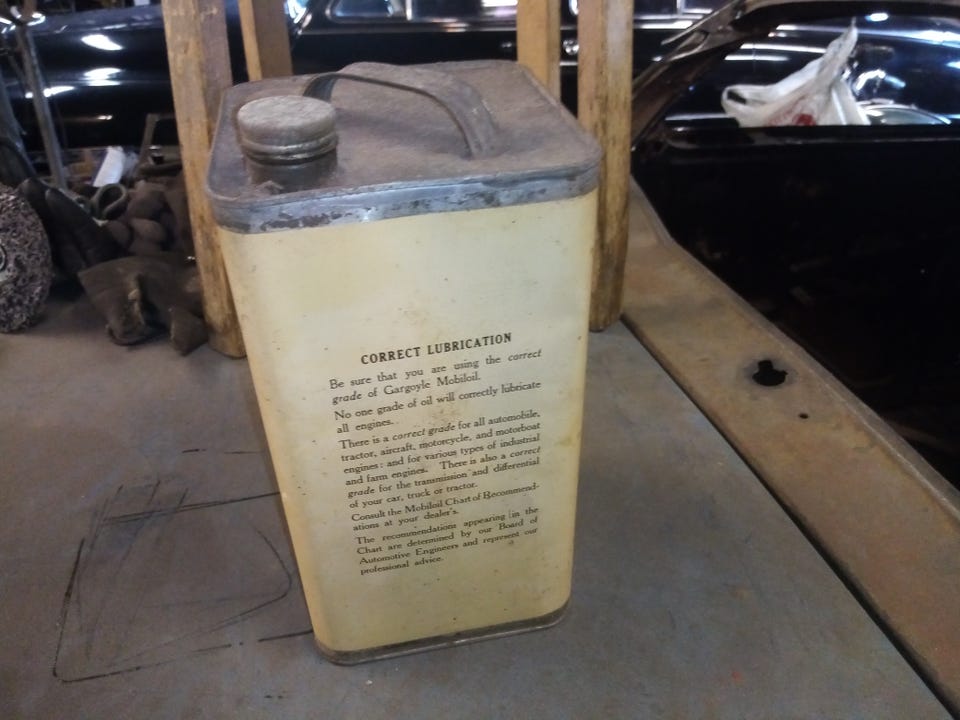 CORRECT LUBRICATION
Be sure that you are using the correct
grade of Gargoyle Mobiloil.
No one grade of oil will correctly lubricate
all engines.
There is a correct grade for all automobile,
tractor, aircraft, motorcycle, and motorboat
engines: and for various types of industrial
and farm engines. There is also a correct
grade for the transmission and differential
of your car, truck or tractor.
Consult the Mobiloil Chart of Recommend-
ations at your dealer's.
The recommendations appearing in the
Chart are determined by our Board of
Automotive Engineers and represent our
professional advice.